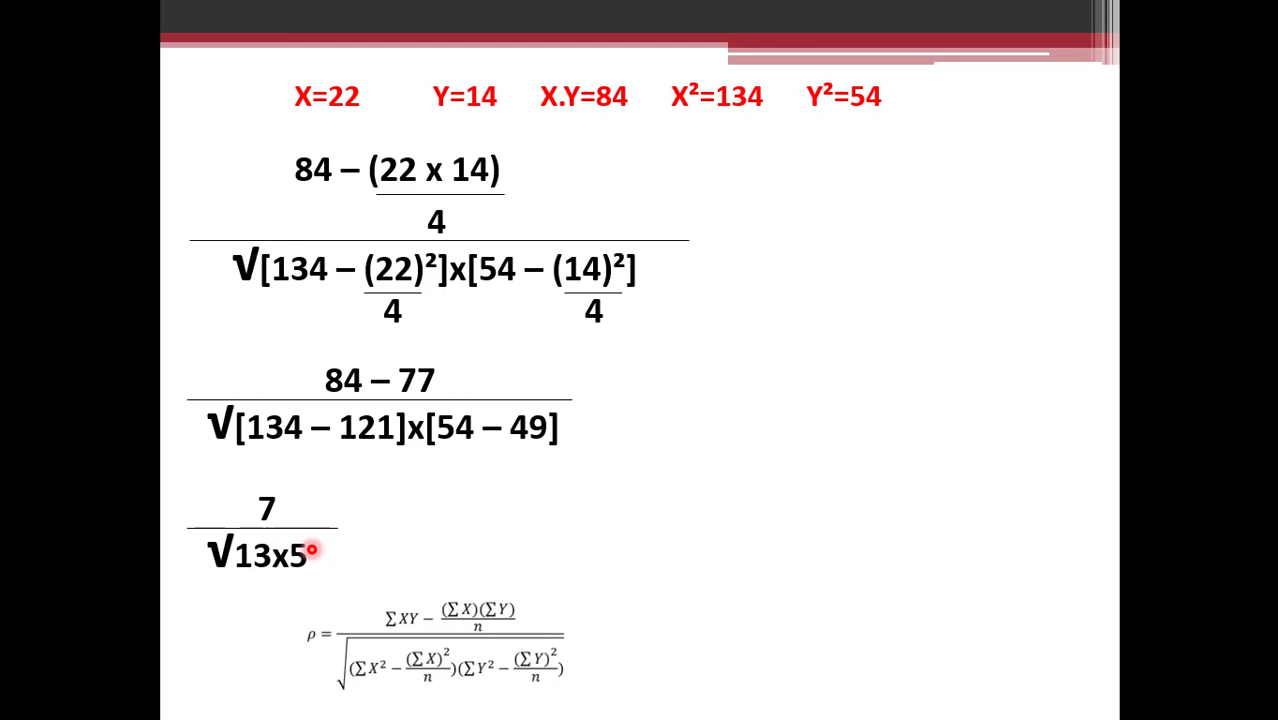 X=22 Y=14 X.Y=84 X²=134 Y²=54
84 – (22 x 14)
4
√[134 – (22)²]x[54 – (14)²]
4 4
84 – 77
√[134 – 121]x[54 – 49]
7
√13x5
ρ = (∑XY – (∑X)(∑Y)/n) / √((∑X² – (∑X)²/n)(∑Y² – (∑Y)²/n))